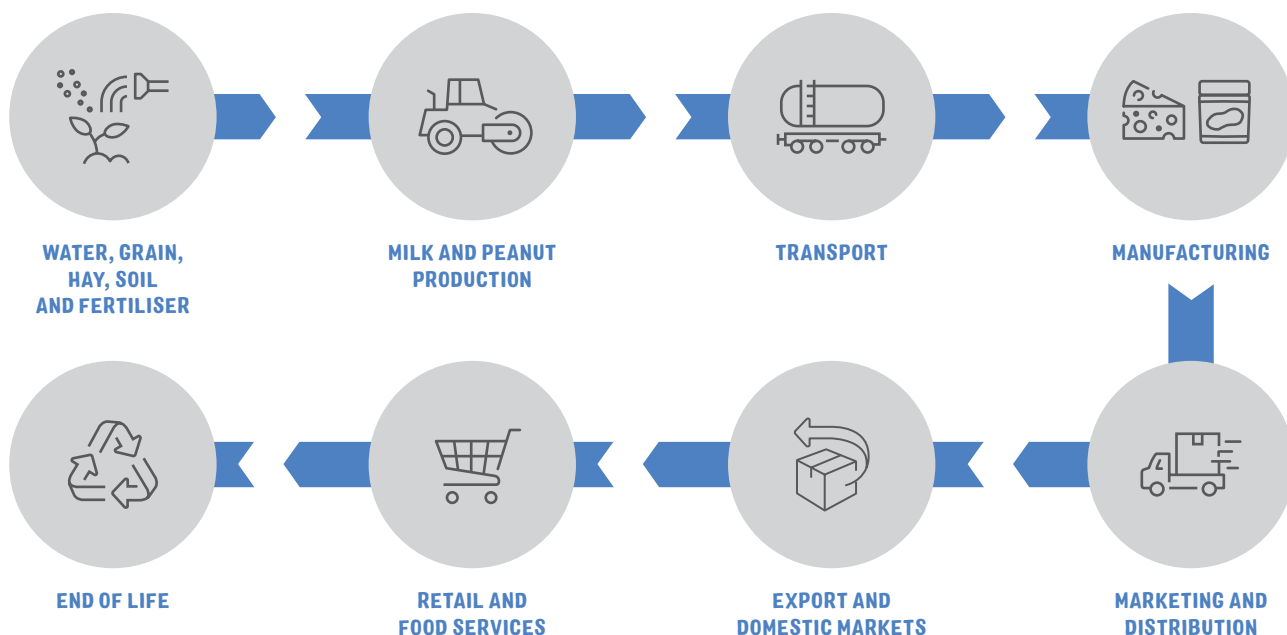 WATER, GRAIN,
HAY, SOIL
AND FERTILISER
MILK AND PEANUT
PRODUCTION
TRANSPORT
MANUFACTURING
END OF LIFE
RETAIL AND
FOOD SERVICES
EXPORT AND
DOMESTIC MARKETS
MARKETING AND
DISTRIBUTION